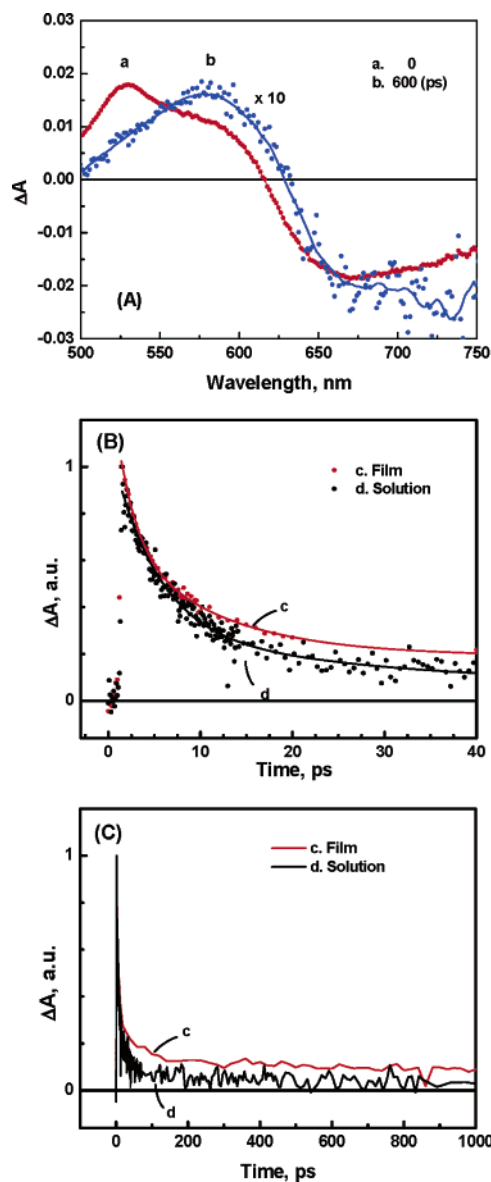 a
b
a. 0
b. 600 (ps)
x 10
0.03
0.02
0.01
0.00
-0.01
-0.02
-0.03
ΔA
(A)
500
550
600
650
700
750
Wavelength, nm
(B)
c. Film
d. Solution
1
0
ΔA, a.u.
c
d
0
10
20
30
40
Time, ps
(C)
c. Film
d. Solution
1
0
ΔA, a.u.
c
d
0
200
400
600
800
1000
Time, ps